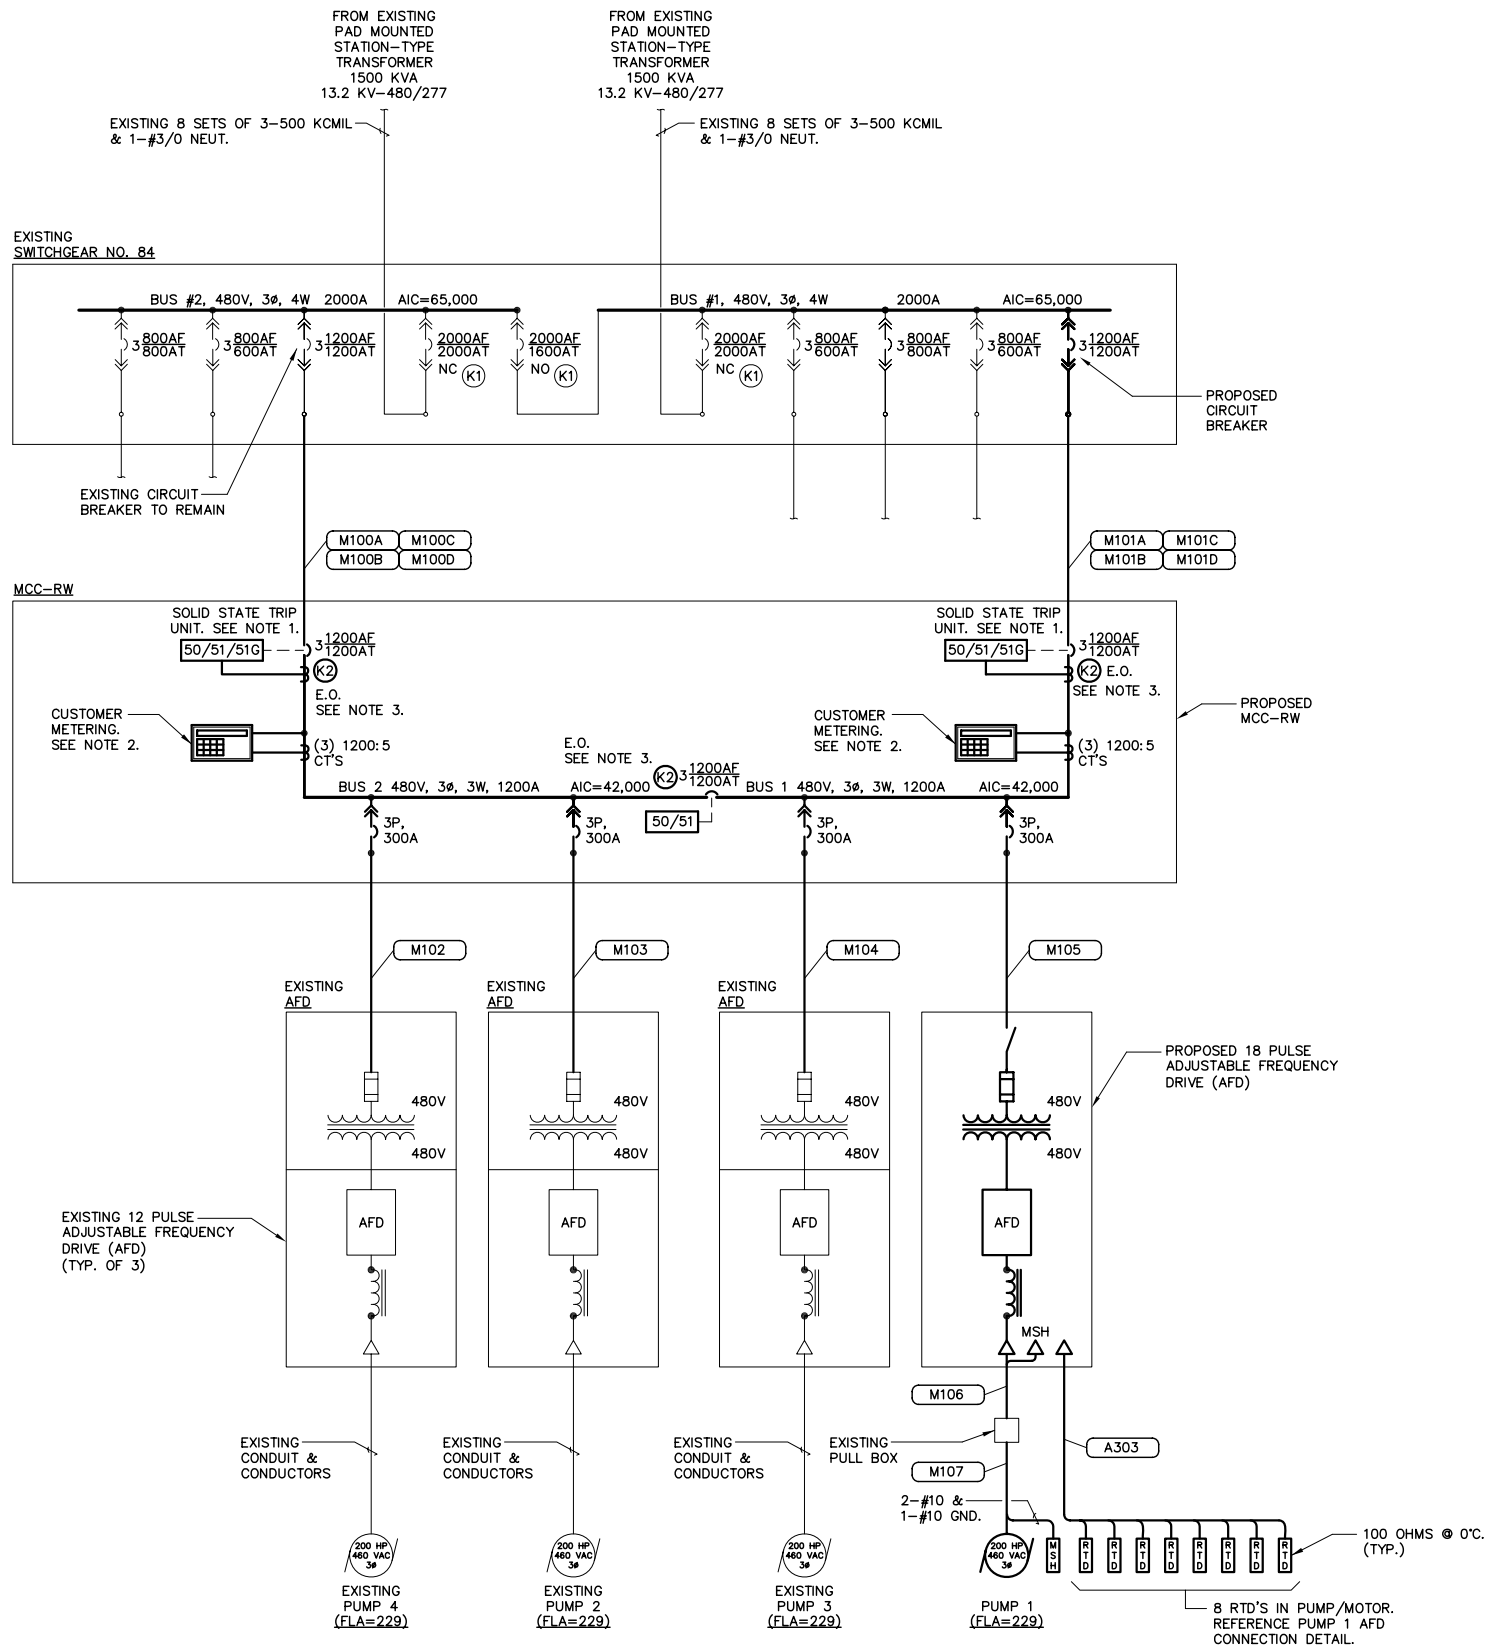 FROM EXISTING
PAD MOUNTED
STATION-TYPE
TRANSFORMER
1500 KVA
13.2 KV-480/277
FROM EXISTING
PAD MOUNTED
STATION-TYPE
TRANSFORMER
1500 KVA
13.2 KV-480/277
EXISTING 8 SETS OF 3-500 KCMIL
& 1-#3/0 NEUT.
EXISTING 8 SETS OF 3-500 KCMIL
& 1-#3/0 NEUT.
EXISTING
SWITCHGEAR NO. 84
BUS #2, 480V, 3ø, 4W 2000A AIC=65,000
BUS #1, 480V, 3ø, 4W 2000A AIC=65,000
3 800AF
800AT
3 800AF
600AT
3 1200AF
1200AT
2000AF
2000AT
NC K1
2000AF
1600AT
NO K1
2000AF
2000AT
NC K1
3 800AF
600AT
3 800AF
800AT
3 800AF
600AT
3 1200AF
1200AT
PROPOSED
CIRCUIT
BREAKER
EXISTING CIRCUIT
BREAKER TO REMAIN
M100A M100C
M100B M100D
M101A M101C
M101B M101D
MCC-RW
SOLID STATE TRIP
UNIT. SEE NOTE 1.
50/51/51G
3 1200AF
1200AT
K2
E.O.
SEE NOTE 3.
CUSTOMER
METERING.
SEE NOTE 2.
(3) 1200:5
CT'S
SOLID STATE TRIP
UNIT. SEE NOTE 1.
50/51/51G
3 1200AF
1200AT
K2 E.O.
SEE NOTE 3.
CUSTOMER
METERING.
SEE NOTE 2.
(3) 1200:5
CT'S
PROPOSED
MCC-RW
E.O.
SEE NOTE 3.
K2 3 1200AF
1200AT
BUS 2 480V, 3ø, 3W, 1200A AIC=42,000
BUS 1 480V, 3ø, 3W, 1200A AIC=42,000
50/51
3P,
300A
3P,
300A
3P,
300A
3P,
300A
M102
M103
M104
M105
EXISTING
AFD
EXISTING
AFD
EXISTING
AFD
480V
480V
480V
480V
480V
480V
480V
480V
PROPOSED 18 PULSE
ADJUSTABLE FREQUENCY
DRIVE (AFD)
AFD
AFD
AFD
AFD
EXISTING 12 PULSE
ADJUSTABLE FREQUENCY
DRIVE (AFD)
(TYP. OF 3)
MSH
M106
EXISTING
CONDUIT &
CONDUCTORS
EXISTING
CONDUIT &
CONDUCTORS
EXISTING
CONDUIT &
CONDUCTORS
EXISTING
PULL BOX
A303
M107
2-#10 &
1-#10 GND.
200 HP
460 VAC
3ø
200 HP
460 VAC
3ø
200 HP
460 VAC
3ø
200 HP
460 VAC
3ø
MSH
RTD
RTD
RTD
RTD
RTD
RTD
RTD
RTD
100 OHMS @ 0°C.
(TYP.)
EXISTING
PUMP 4
(FLA=229)
EXISTING
PUMP 2
(FLA=229)
EXISTING
PUMP 3
(FLA=229)
PUMP 1
(FLA=229)
8 RTD'S IN PUMP/MOTOR.
REFERENCE PUMP 1 AFD
CONNECTION DETAIL.